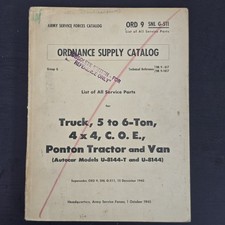 ARMY SERVICE FORCES CATALOG
ORD 9 SNL G-511
List of All Service Parts
ORDNANCE SUPPLY CATALOG
List of All Service Parts
for
Truck, 5 to 6-Ton,
4 x 4, C. O. E.,
Ponton Tractor and Van
(Autocar Models U-8144-T and U-8144)
Headquarters, Army Service Forces, 1 October 1943